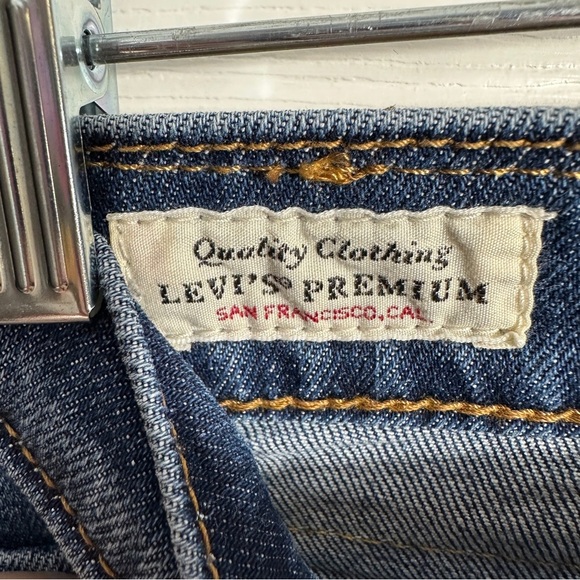 Quality Clothing
LEVI'S® PREMIUM
SAN FRANCISCO, CAL.